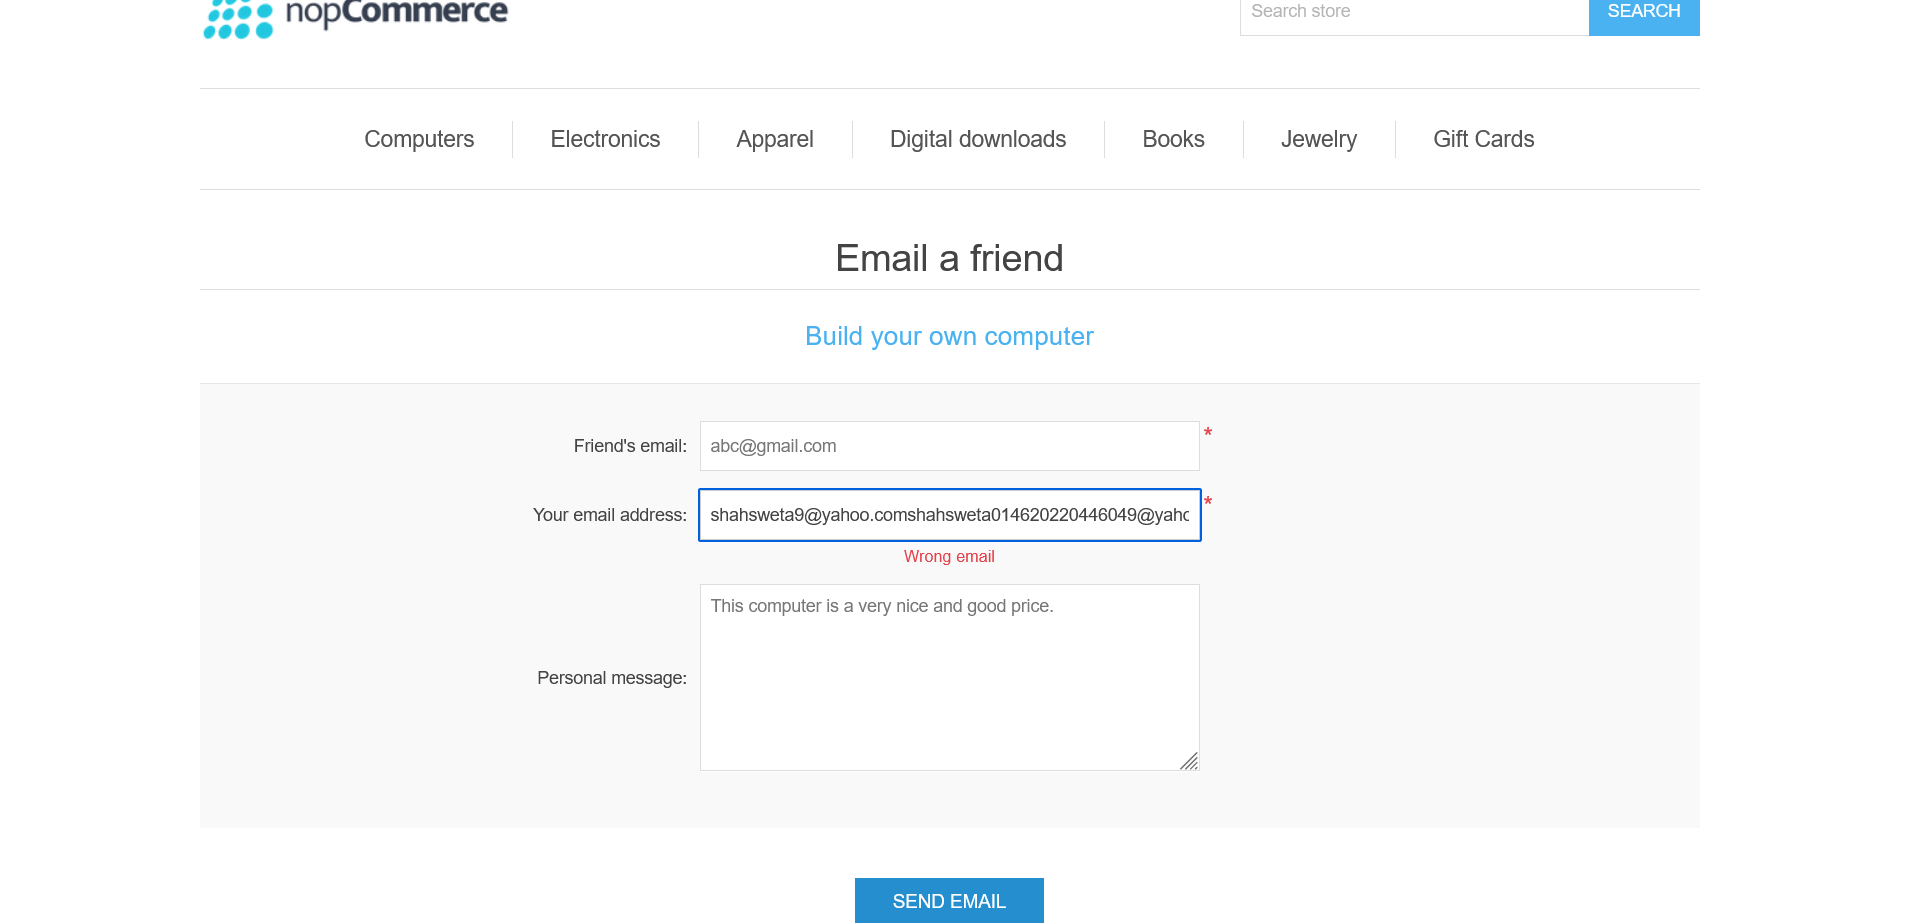 nopCommerce
Search store
SEARCH
Computers
Electronics
Apparel
Digital downloads
Books
Jewelry
Gift Cards
Email a friend
Build your own computer
Friend's email:
abc@gmail.com
*
Your email address:
shahsweta9@yahoo.comshahsweta014620220446049@yaho
*
Wrong email
Personal message:
This computer is a very nice and good price.
SEND EMAIL